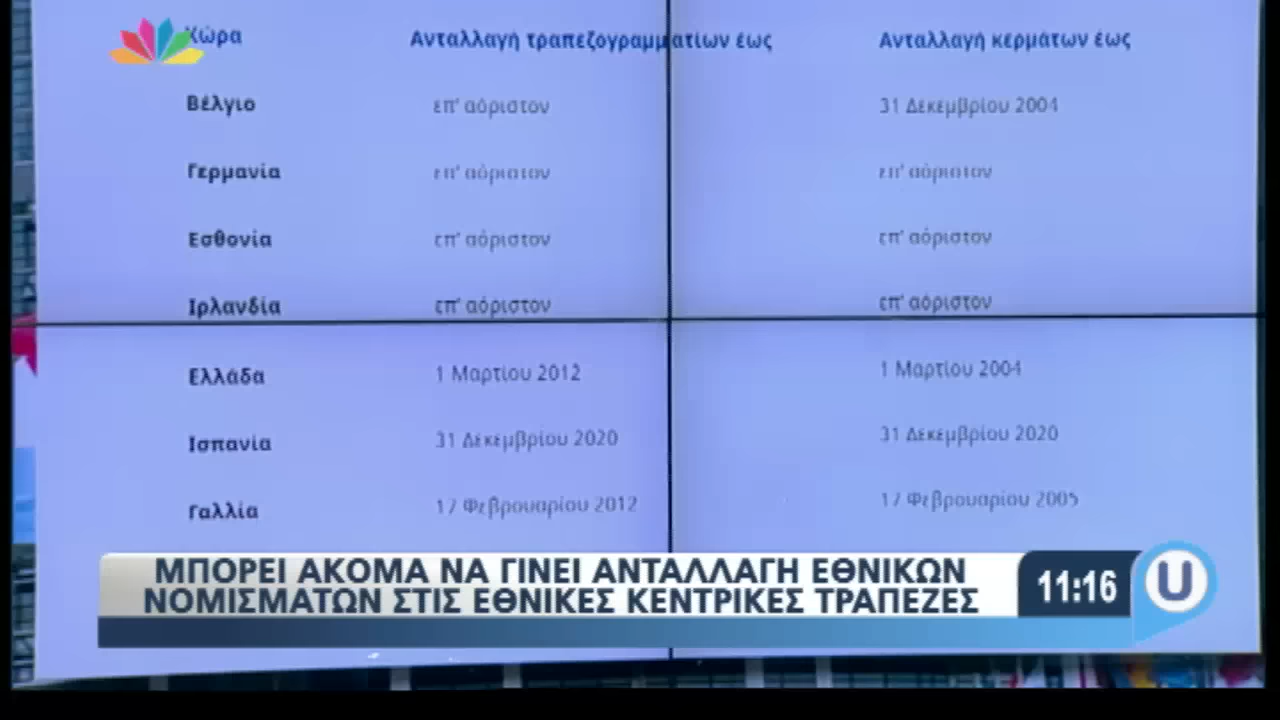 Χώρα Ανταλλαγή τραπεζογραμματίων έως Ανταλλαγή κερμάτων έως
Βέλγιο επ' αόριστον 31 Δεκεμβρίου 2004
Γερμανία επ' αόριστον επ' αόριστον
Εσθονία επ' αόριστον επ' αόριστον
Ιρλανδία επ' αόριστον επ' αόριστον
Ελλάδα 1 Μαρτίου 2012 1 Μαρτίου 2004
Ισπανία 31 Δεκεμβρίου 2020 31 Δεκεμβρίου 2020
Γαλλία 17 Φεβρουαρίου 2012 17 Φεβρουαρίου 2005
ΜΠΟΡΕΙ ΑΚΟΜΑ ΝΑ ΓΙΝΕΙ ΑΝΤΑΛΛΑΓΗ ΕΘΝΙΚΩΝ
ΝΟΜΙΣΜΑΤΩΝ ΣΤΙΣ ΕΘΝΙΚΕΣ ΚΕΝΤΡΙΚΕΣ ΤΡΑΠΕΖΕΣ
11:16 U